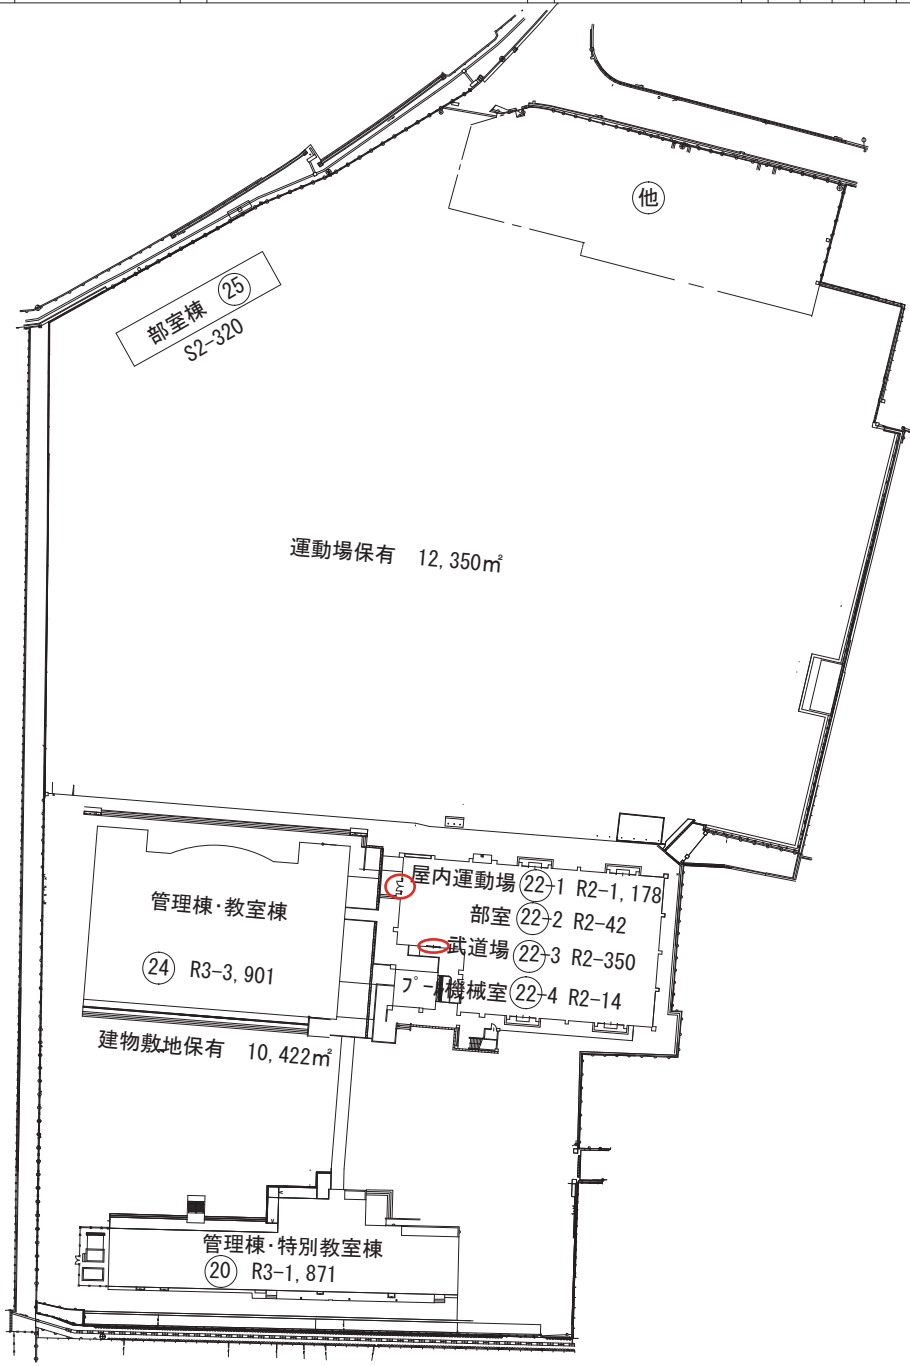 他
部室棟 25
S2-320
運動場保有 12,350㎡
屋内運動場 22-1 R2-1,178
管理棟・教室棟
部室 22-2 R2-42
武道場 22-3 R2-350
24 R3-3,901
プール機械室 22-4 R2-14
建物敷地保有 10,422㎡
管理棟・特別教室棟
20 R3-1,871